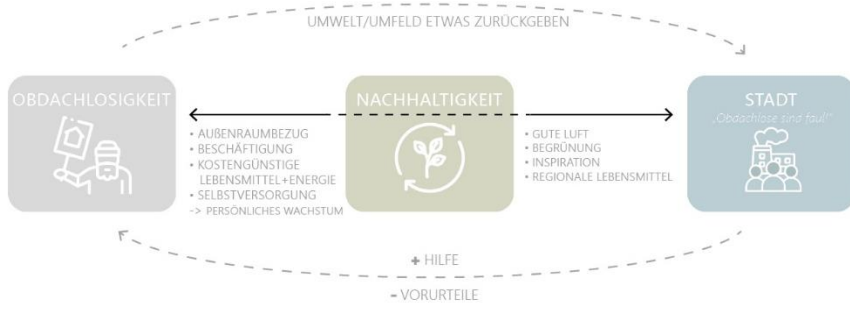 UMWELT/UMFELD ETWAS ZURÜCKGEBEN
OBDACHLOSIGKEIT
• AUßENRAUMBEZUG
• BESCHÄFTIGUNG
• KOSTENGÜNSTIGE
LEBENSMITTEL+ENERGIE
• SELBSTVERSORGUNG
-> PERSÖNLICHES WACHSTUM
NACHHALTIGKEIT
• GUTE LUFT
• BEGRÜNUNG
• INSPIRATION
• REGIONALE LEBENSMITTEL
STADT
„Obdachlose sind faul!"
+ HILFE
- VORURTEILE